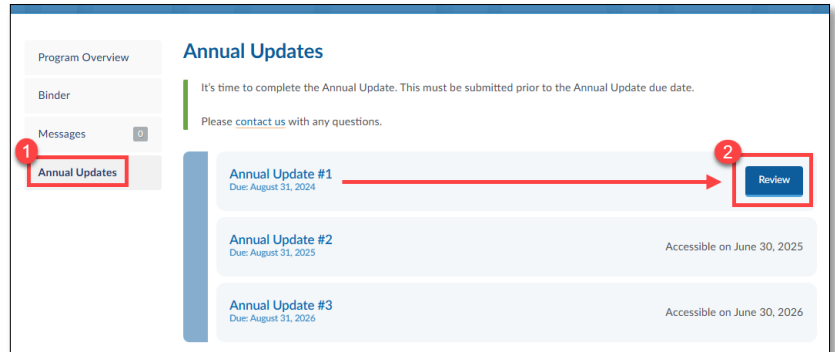 Program Overview
Binder
Messages 0
1
Annual Updates
Annual Updates
It's time to complete the Annual Update. This must be submitted prior to the Annual Update due date.
Please contact us with any questions.
2
Annual Update #1
Due: August 31, 2024
Review
Annual Update #2
Due: August 31, 2025
Accessible on June 30, 2025
Annual Update #3
Due: August 31, 2026
Accessible on June 30, 2026